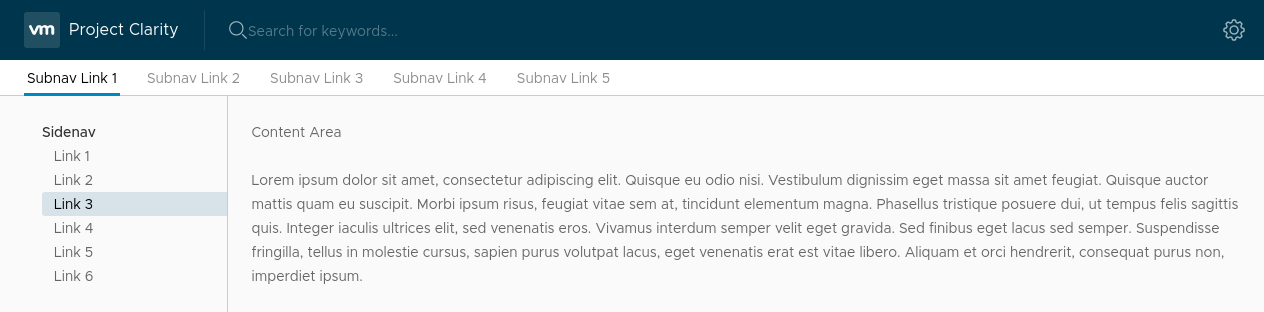 vm Project Clarity Search for keywords...
Subnav Link 1 Subnav Link 2 Subnav Link 3 Subnav Link 4 Subnav Link 5
Sidenav
Link 1
Link 2
Link 3
Link 4
Link 5
Link 6
Content Area
Lorem ipsum dolor sit amet, consectetur adipiscing elit. Quisque eu odio nisi. Vestibulum dignissim eget massa sit amet feugiat. Quisque auctor
mattis quam eu suscipit. Morbi ipsum risus, feugiat vitae sem at, tincidunt elementum magna. Phasellus tristique posuere dui, ut tempus felis sagittis
quis. Integer iaculis ultrices elit, sed venenatis eros. Vivamus interdum semper velit eget gravida. Sed finibus eget lacus sed semper. Suspendisse
fringilla, tellus in molestie cursus, sapien purus volutpat lacus, eget venenatis erat est vitae libero. Aliquam et orci hendrerit, consequat purus non,
imperdiet ipsum.